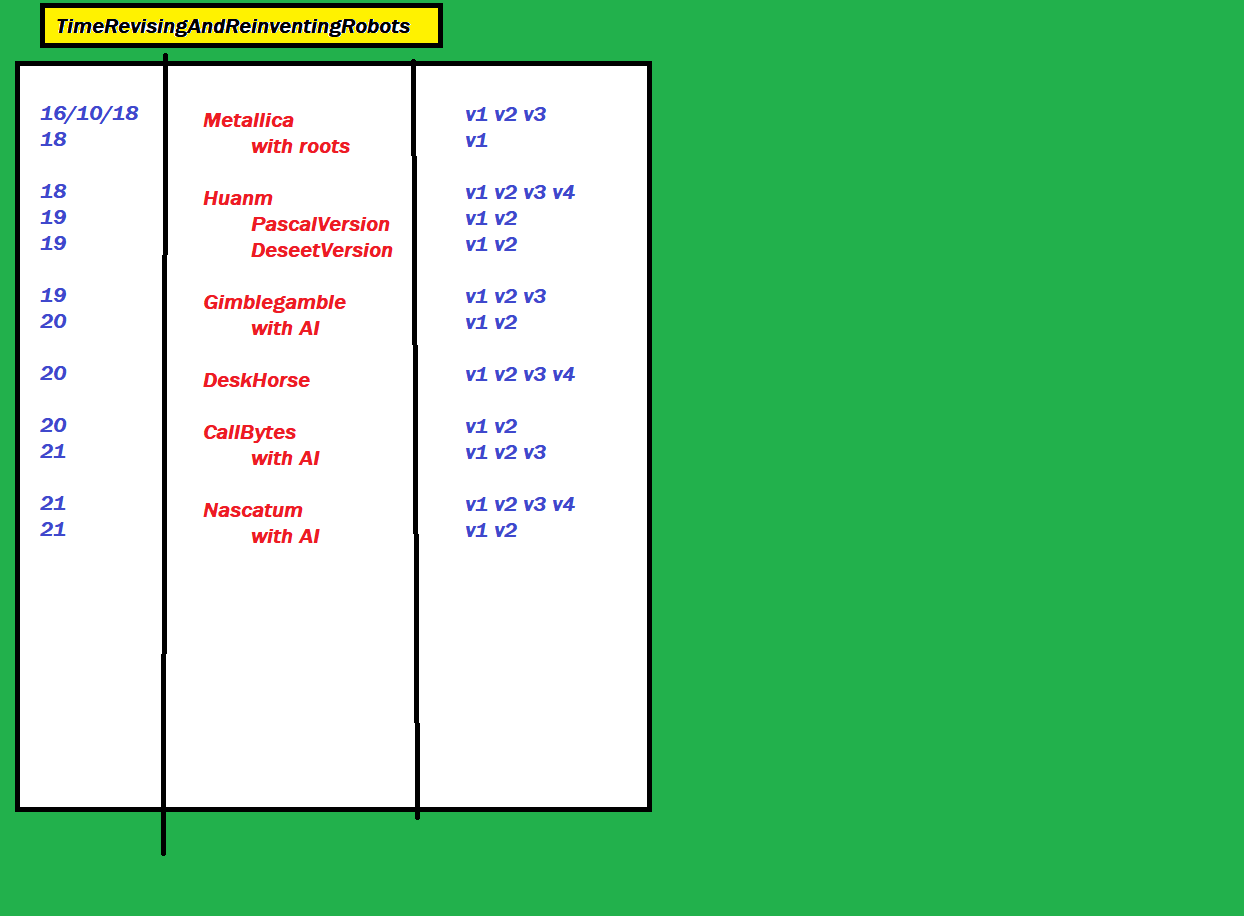 TimeRevisingAndReinventingRobots
16/10/18 Metallica v1 v2 v3
18 with roots v1
18 Huanm v1 v2 v3 v4
19 PascalVersion v1 v2
19 DeseetVersion v1 v2
19 Gimblegamble v1 v2 v3
20 with AI v1 v2
20 DeskHorse v1 v2 v3 v4
20 CallBytes v1 v2
21 with AI v1 v2 v3
21 Nascatum v1 v2 v3 v4
21 with AI v1 v2